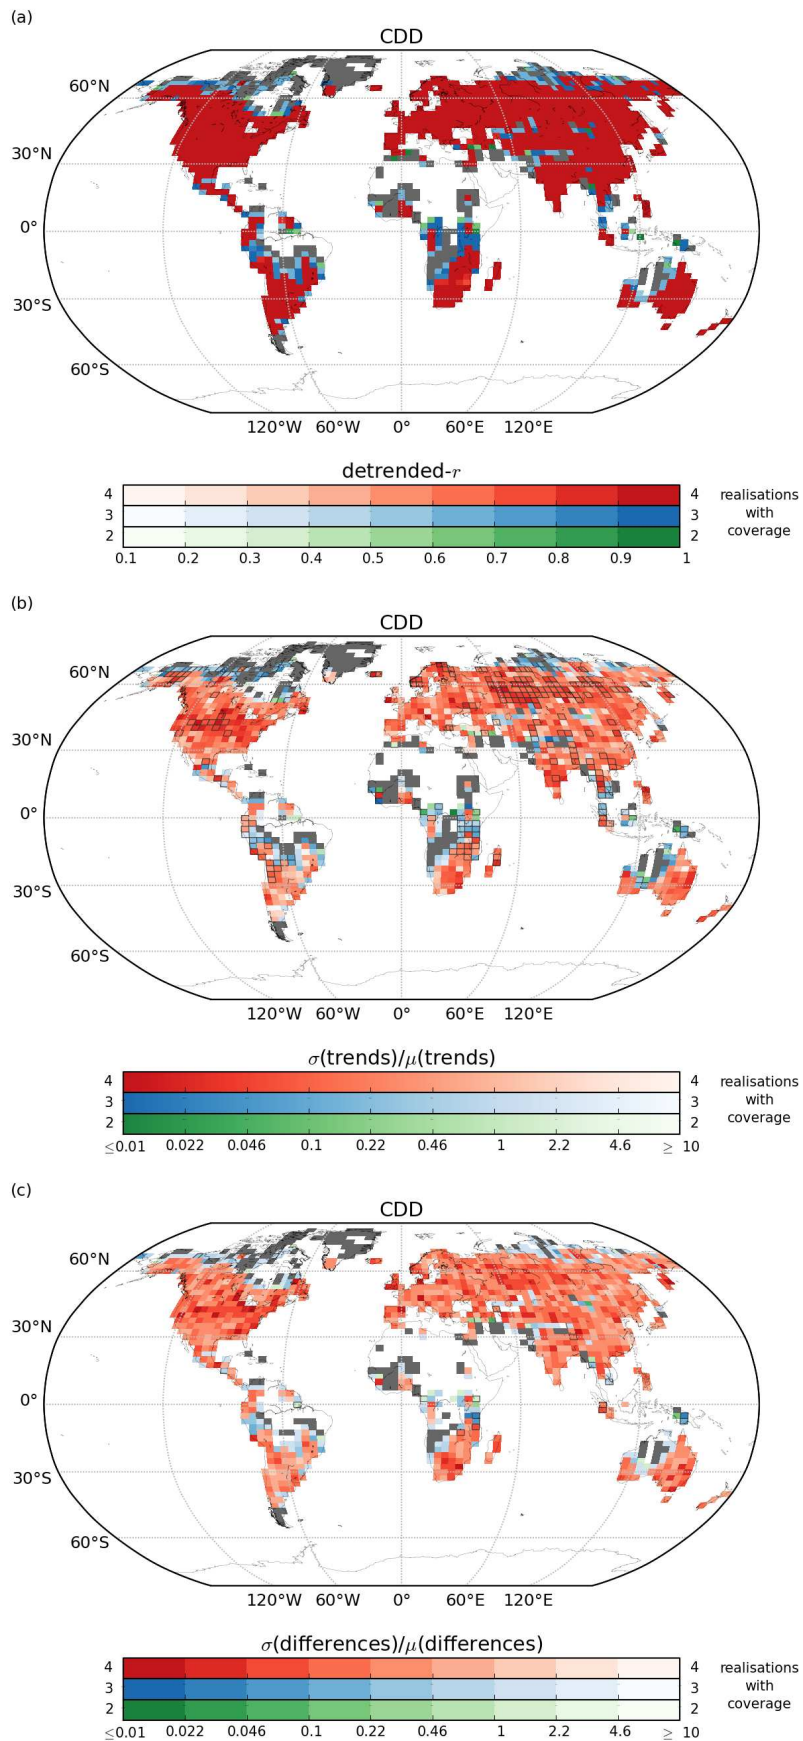 (a)
CDD
60°N
30°N
0°
30°S
60°S
120°W 60°W 0° 60°E 120°E
detrended-r
4 4 realisations
3 3 with
2 2 coverage
0.1 0.2 0.3 0.4 0.5 0.6 0.7 0.8 0.9 1
(b)
CDD
60°N
30°N
0°
30°S
60°S
120°W 60°W 0° 60°E 120°E
σ(trends)/μ(trends)
4 4 realisations
3 3 with
2 2 coverage
≤0.01 0.022 0.046 0.1 0.22 0.46 1 2.2 4.6 ≥ 10
(c)
CDD
60°N
30°N
0°
30°S
60°S
120°W 60°W 0° 60°E 120°E
σ(differences)/μ(differences)
4 4 realisations
3 3 with
2 2 coverage
≤0.01 0.022 0.046 0.1 0.22 0.46 1 2.2 4.6 ≥ 10